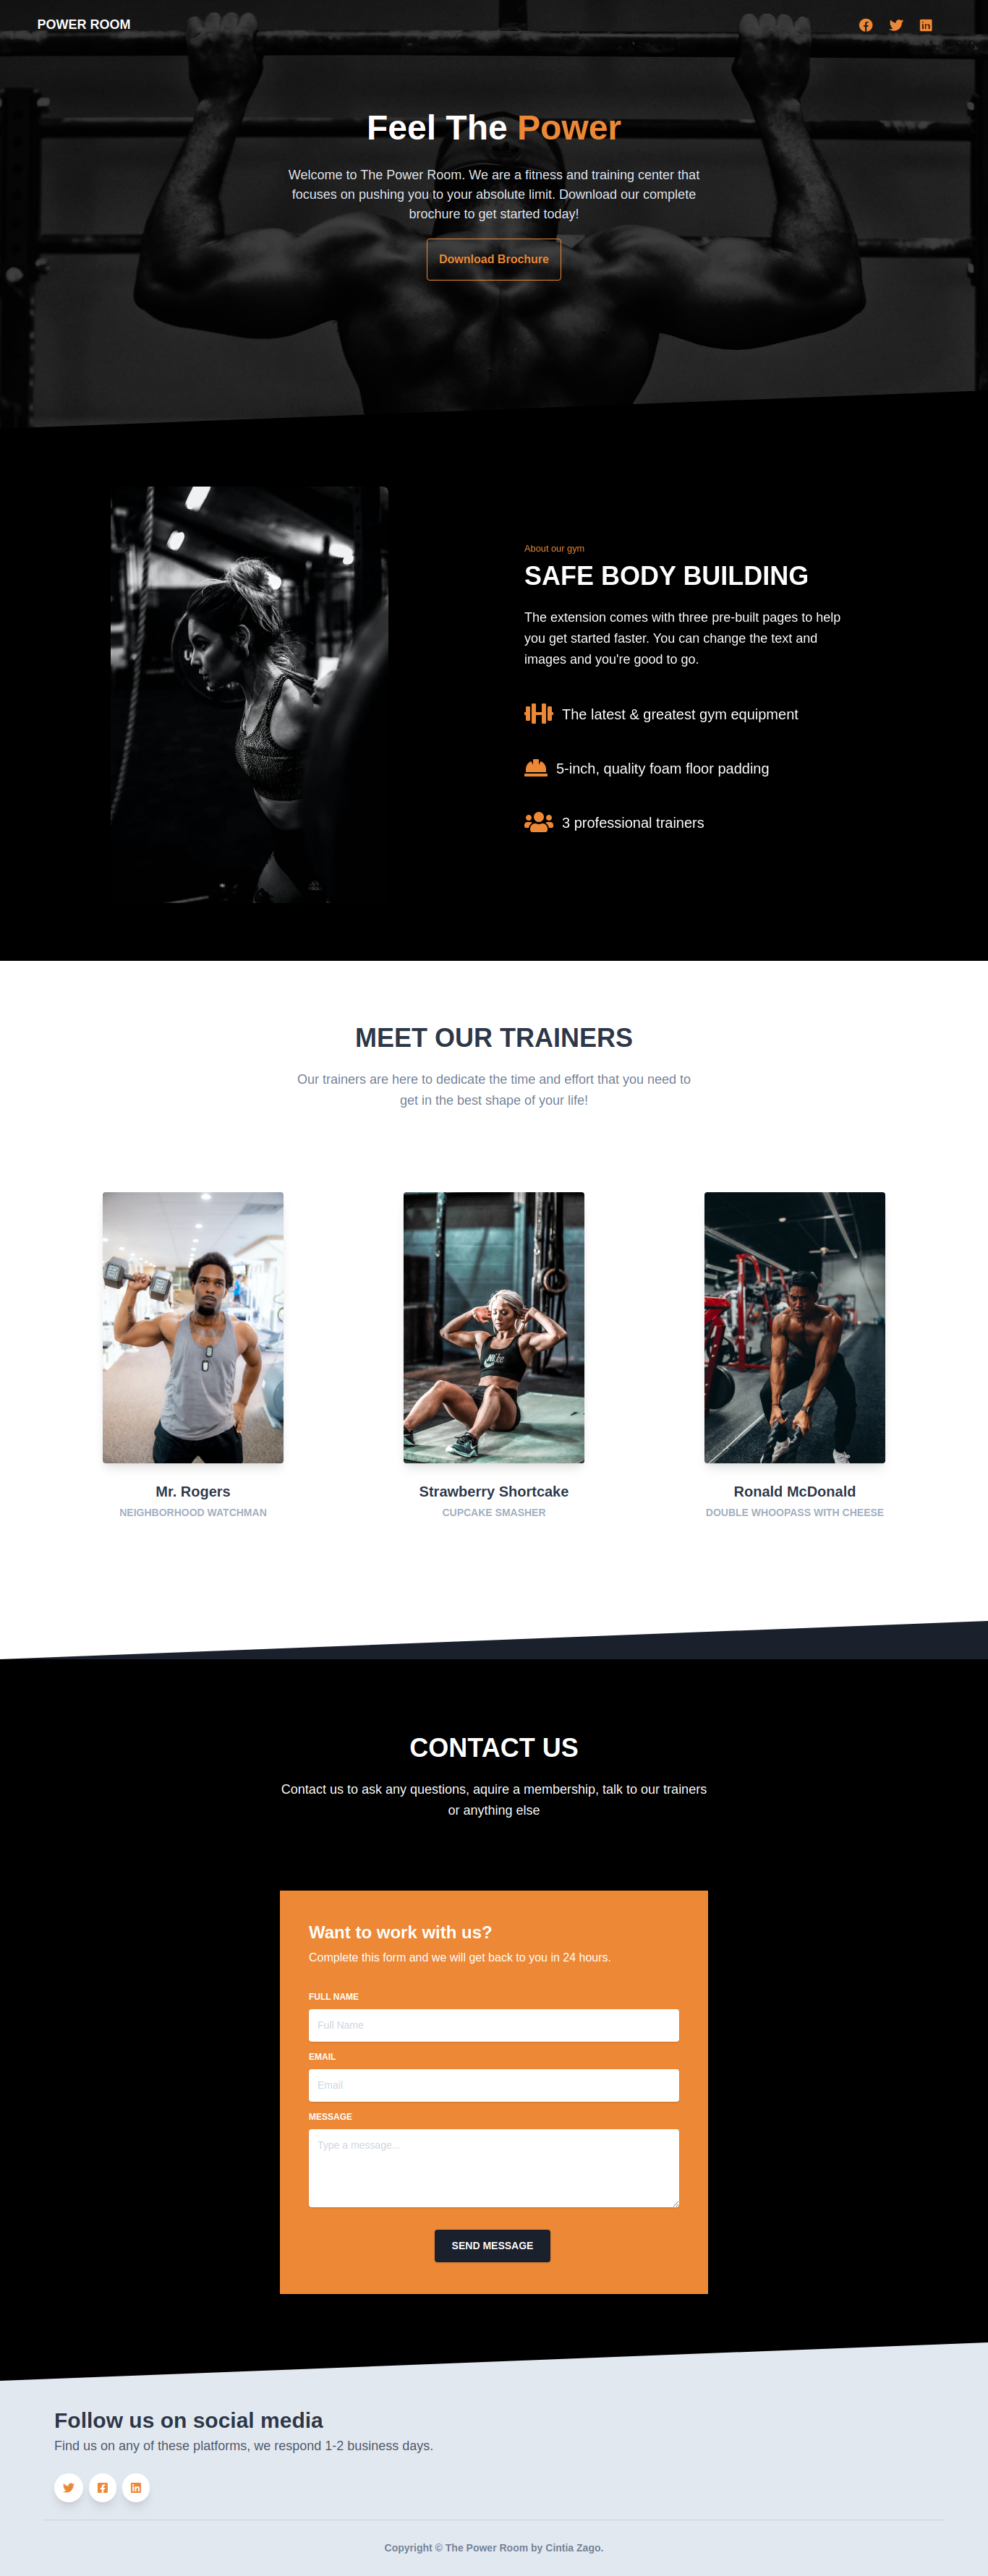 POWER ROOM
Feel The Power
Welcome to The Power Room. We are a fitness and training center that
focuses on pushing you to your absolute limit. Download our complete
brochure to get started today!
Download Brochure
About our gym
SAFE BODY BUILDING
The extension comes with three pre-built pages to help
you get started faster. You can change the text and
images and you're good to go.
The latest & greatest gym equipment
5-inch, quality foam floor padding
3 professional trainers
MEET OUR TRAINERS
Our trainers are here to dedicate the time and effort that you need to
get in the best shape of your life!
Nike
Mr. Rogers
NEIGHBORHOOD WATCHMAN
Strawberry Shortcake
CUPCAKE SMASHER
Ronald McDonald
DOUBLE WHOOPASS WITH CHEESE
CONTACT US
Contact us to ask any questions, aquire a membership, talk to our trainers
or anything else
Want to work with us?
Complete this form and we will get back to you in 24 hours.
FULL NAME
Full Name
EMAIL
Email
MESSAGE
Type a message...
SEND MESSAGE
Follow us on social media
Find us on any of these platforms, we respond 1-2 business days.
Copyright © The Power Room by Cintia Zago.